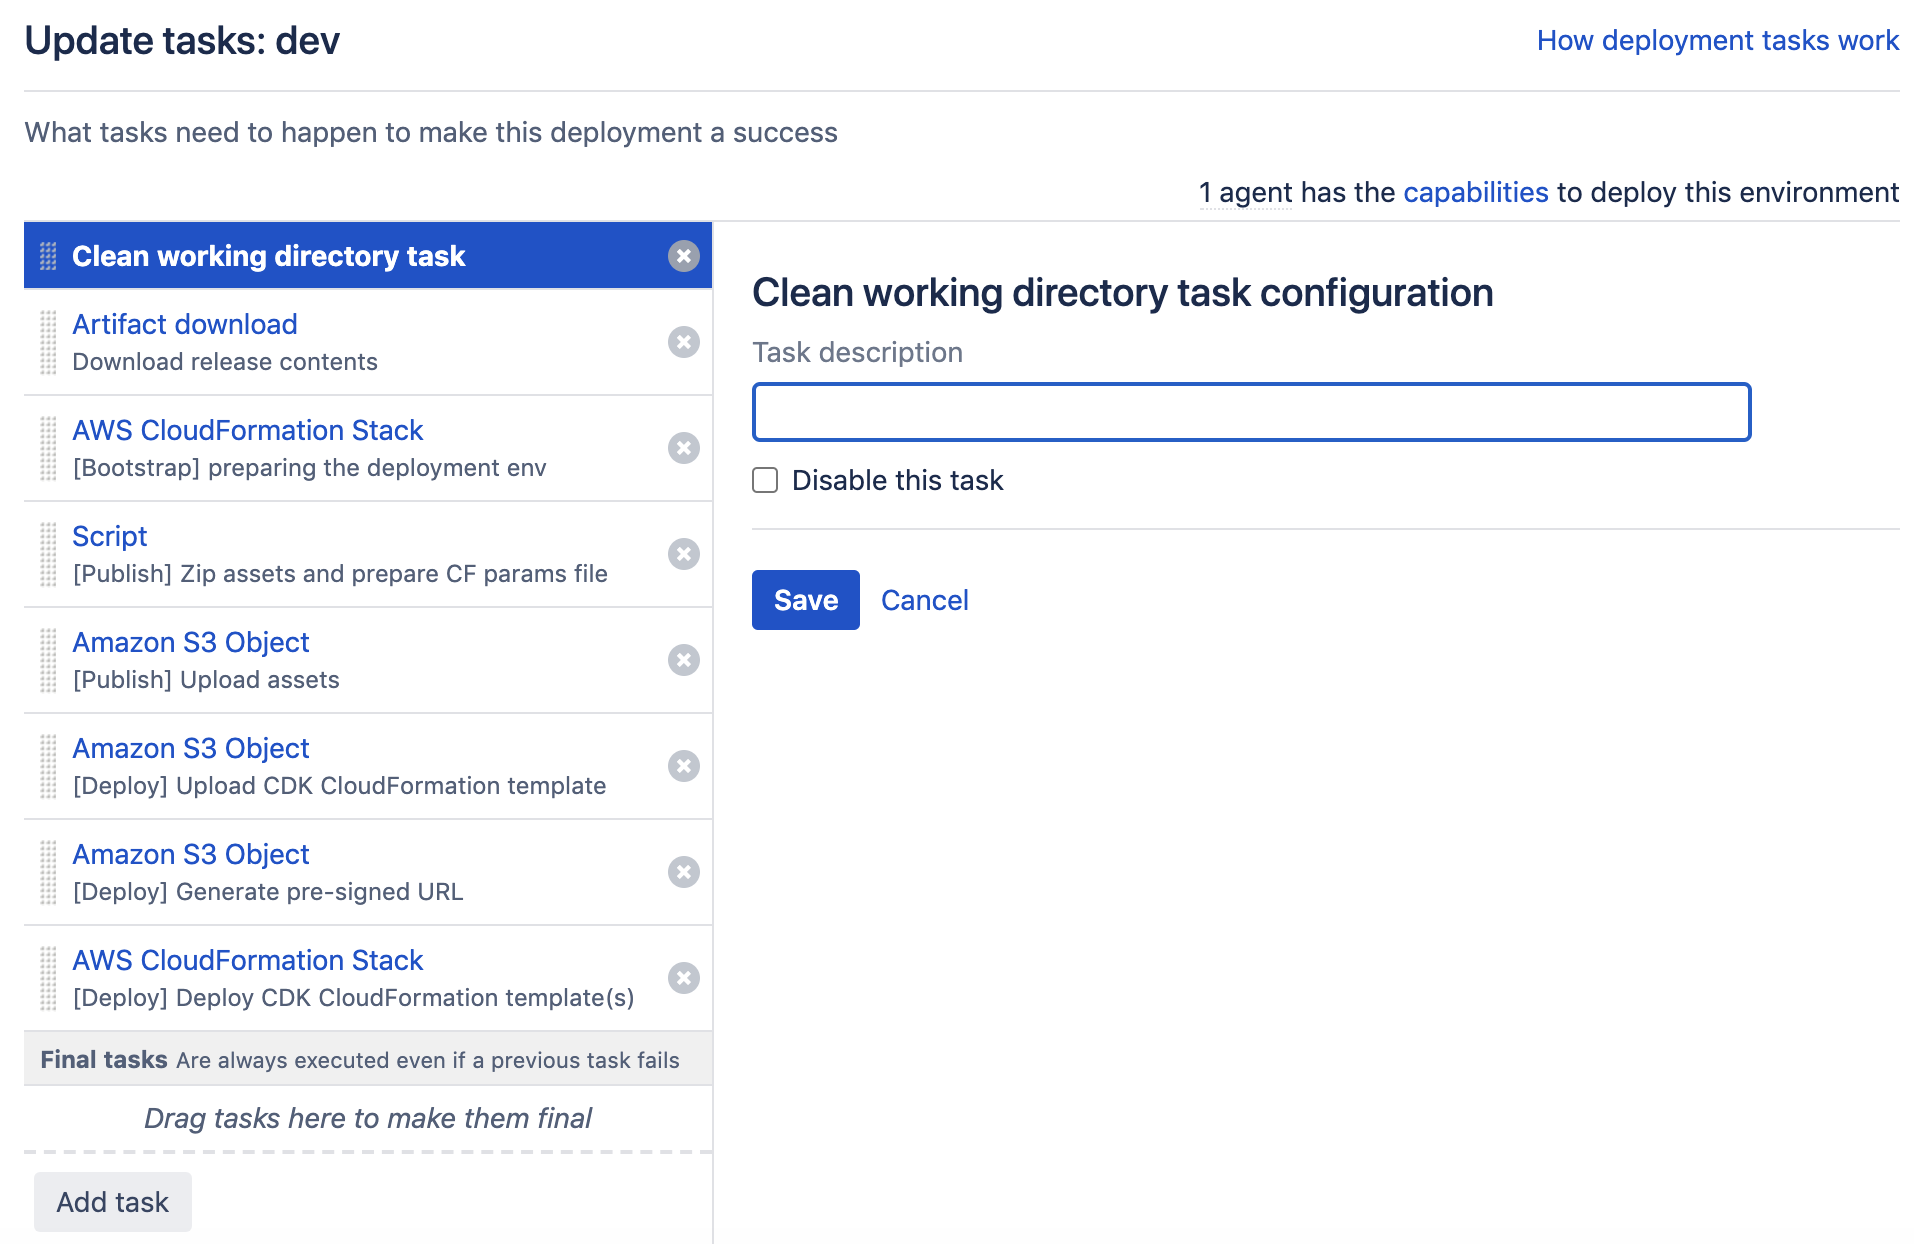 Update tasks: dev
How deployment tasks work
What tasks need to happen to make this deployment a success
1 agent has the capabilities to deploy this environment
Clean working directory task
Artifact download
Download release contents
AWS CloudFormation Stack
[Bootstrap] preparing the deployment env
Script
[Publish] Zip assets and prepare CF params file
Amazon S3 Object
[Publish] Upload assets
Amazon S3 Object
[Deploy] Upload CDK CloudFormation template
Amazon S3 Object
[Deploy] Generate pre-signed URL
AWS CloudFormation Stack
[Deploy] Deploy CDK CloudFormation template(s)
Final tasks Are always executed even if a previous task fails
Drag tasks here to make them final
Add task
Clean working directory task configuration
Task description
Disable this task
Save Cancel